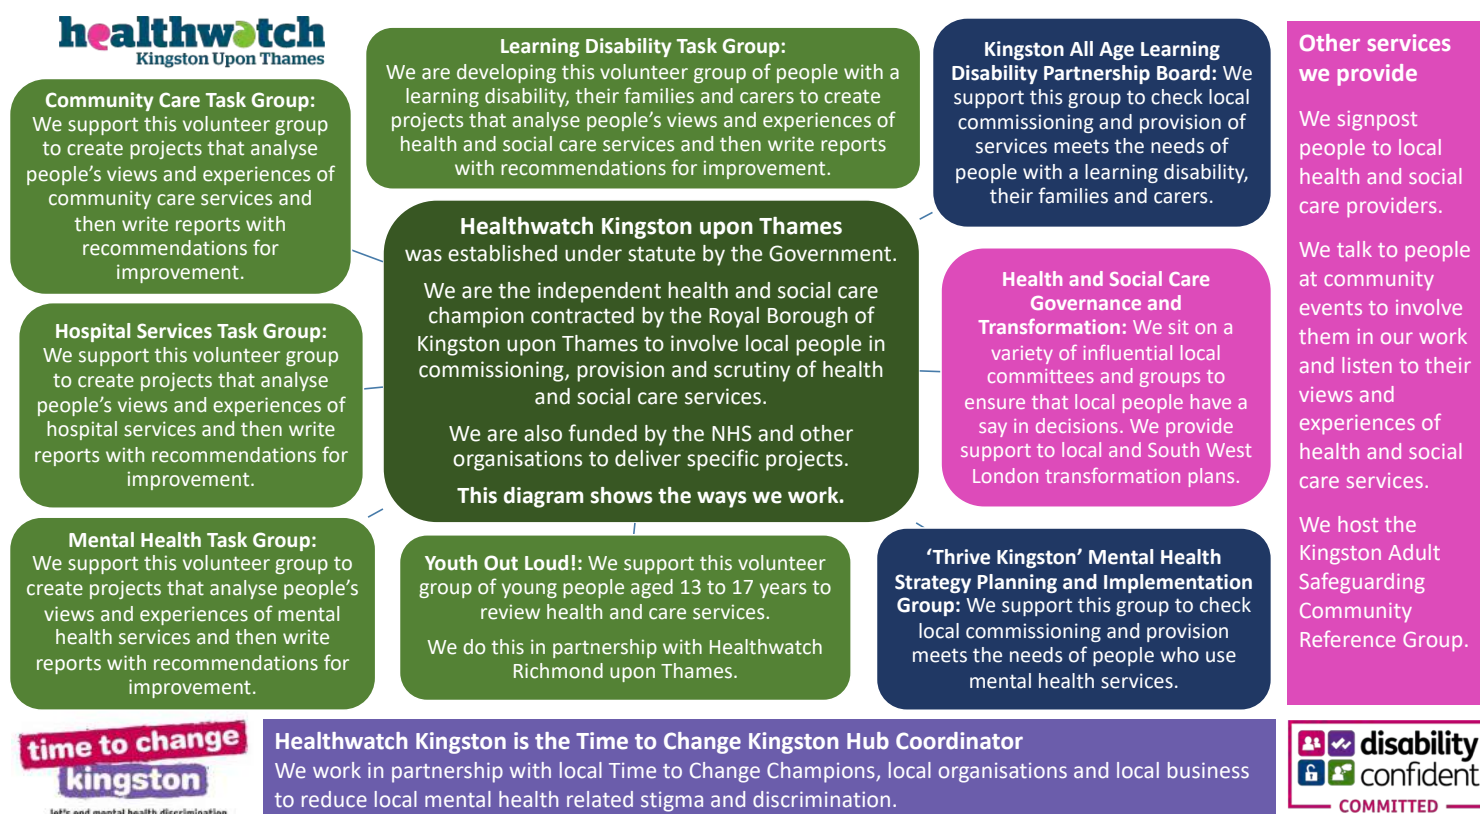 healthwatch
Kingston Upon Thames
Community Care Task Group:
We support this volunteer group
to create projects that analyse
people's views and experiences of
community care services and
then write reports with
recommendations for
improvement.
Hospital Services Task Group:
We support this volunteer group
to create projects that analyse
people's views and experiences of
hospital services and then write
reports with recommendations for
improvement.
Mental Health Task Group:
We support this volunteer group to
create projects that analyse people's
views and experiences of mental
health services and then write
reports with recommendations for
improvement.
Learning Disability Task Group:
We are developing this volunteer group of people with a
learning disability, their families and carers to create
projects that analyse people's views and experiences of
health and social care services and then write reports
with recommendations for improvement.
Healthwatch Kingston upon Thames
was established under statute by the Government.
We are the independent health and social care
champion contracted by the Royal Borough of
Kingston upon Thames to involve local people in
commissioning, provision and scrutiny of health
and social care services.
We are also funded by the NHS and other
organisations to deliver specific projects.
This diagram shows the ways we work.
Youth Out Loud!: We support this volunteer
group of young people aged 13 to 17 years to
review health and care services.
We do this in partnership with Healthwatch
Richmond upon Thames.
Kingston All Age Learning
Disability Partnership Board: We
support this group to check local
commissioning and provision of
services meets the needs of
people with a learning disability,
their families and carers.
Health and Social Care
Governance and
Transformation: We sit on a
variety of influential local
committees and groups to
ensure that local people have a
say in decisions. We provide
support to local and South West
London transformation plans.
'Thrive Kingston' Mental Health
Strategy Planning and Implementation
Group: We support this group to check
local commissioning and provision
meets the needs of people who use
mental health services.
Other services
we provide
We signpost
people to local
health and social
care providers.
We talk to people
at community
events to involve
them in our work
and listen to their
views and
experiences of
health and social
care services.
We host the
Kingston Adult
Safeguarding
Community
Reference Group.
time to change
kingston
let's end mental health discrimination
Healthwatch Kingston is the Time to Change Kingston Hub Coordinator
We work in partnership with local Time to Change Champions, local organisations and local business
to reduce local mental health related stigma and discrimination.
disability
confident
COMMITTED